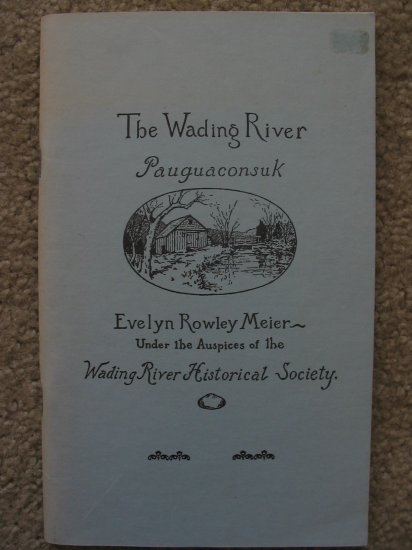 The Wading River
Pauguaconsuk
Evelyn Rowley Meier
Under the Auspices of the
Wading River Historical Society.